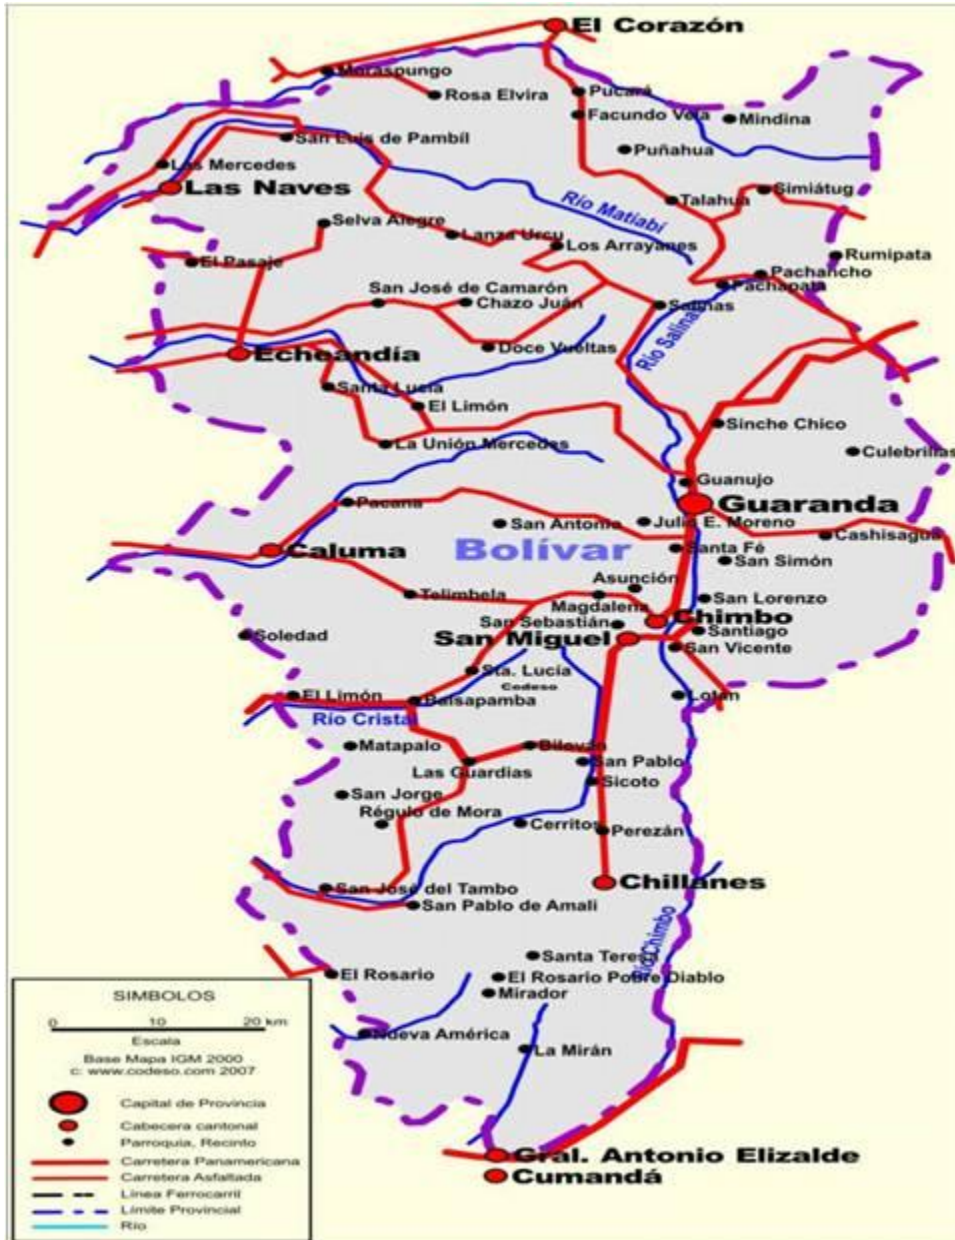 El Corazón
Moraspungo
Rosa Elvira
Pucará
Facundo Vela
Mindina
San Luis de Pambíl
Puñahua
Las Mercedes
Las Naves
Simiátug
Talahua
Río Matiabí
Selva Alegre
Lanza Urcu
Los Arrayanes
El Pasaje
Rumipata
Pachancho
Pachapata
San José de Camarón
Chazo Juán
Salinas
Río Salinas
Echeandía
Doce Vueltas
Santa Lucía
El Limón
Sinche Chico
La Unión Mercedes
Culebrillas
Guanujo
Pacana
Guaranda
San Antonio
Julio E. Moreno
Cashisagua
Caluma
Bolívar
Santa Fé
San Simón
Asunción
Telimbela
Magdalena
San Lorenzo
San Sebastián
Chimbo
Soledad
San Miguel
Santiago
San Vicente
Sta. Lucía
Codeso
El Limón
Balsapamba
Lotán
Río Cristal
Matapalo
Bilován
Las Guardias
San Pablo
Sicoto
San Jorge
Régulo de Mora
Cerritos
Perezán
San José del Tambo
Chillanes
San Pablo de Amali
Río Chimbo
Santa Teresa
El Rosario
El Rosario Pobre Diablo
Mirador
Nueva América
La Mirán
Gral. Antonio Elizalde
Cumandá
SIMBOLOS
0 10 20 km
Escala
Base Mapa IGM 2000
c: www.codeso.com 2007
Capital de Provincia
Cabecera cantonal
Parroquia, Recinto
Carretera Panamericana
Carretera Asfaltada
Línea Ferrocarril
Límite Provincial
Río